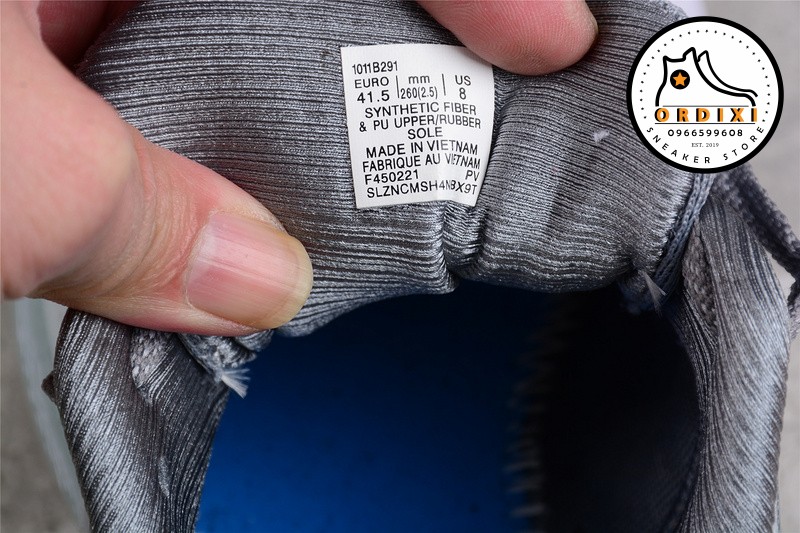 1011B291
EURO mm US
41.5 260(2.5) 8
SYNTHETIC FIBER
& PU UPPER/RUBBER
SOLE
MADE IN VIETNAM
FABRIQUE AU VIETNAM
F450221 PV
SLZNCMSH4NBX9T
ORDIXI
0966599608
EST. 2019
SNEAKER STORE